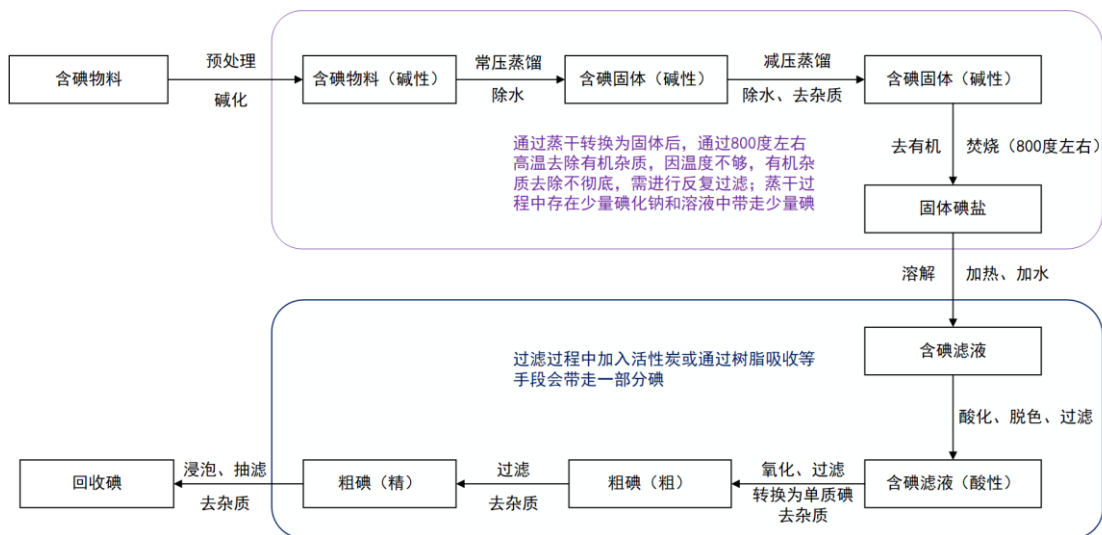 含碘物料
预处理
碱化
含碘物料（碱性）
常压蒸馏
除水
含碘固体（碱性）
减压蒸馏
除水、去杂质
含碘固体（碱性）
通过蒸干转换为固体后，通过800度左右
高温去除有机杂质，因温度不够，有机杂
质去除不彻底，需进行反复过滤；蒸干过
程中存在少量碘化钠和溶液中带走少量碘
去有机
焚烧（800度左右）
固体碘盐
溶解
加热、加水
含碘滤液
过滤过程中加入活性炭或通过树脂吸收等
手段会带走一部分碘
酸化、脱色、过滤
含碘滤液（酸性）
氧化、过滤
转换为单质碘
去杂质
粗碘（粗）
过滤
去杂质
粗碘（精）
浸泡、抽滤
去杂质
回收碘